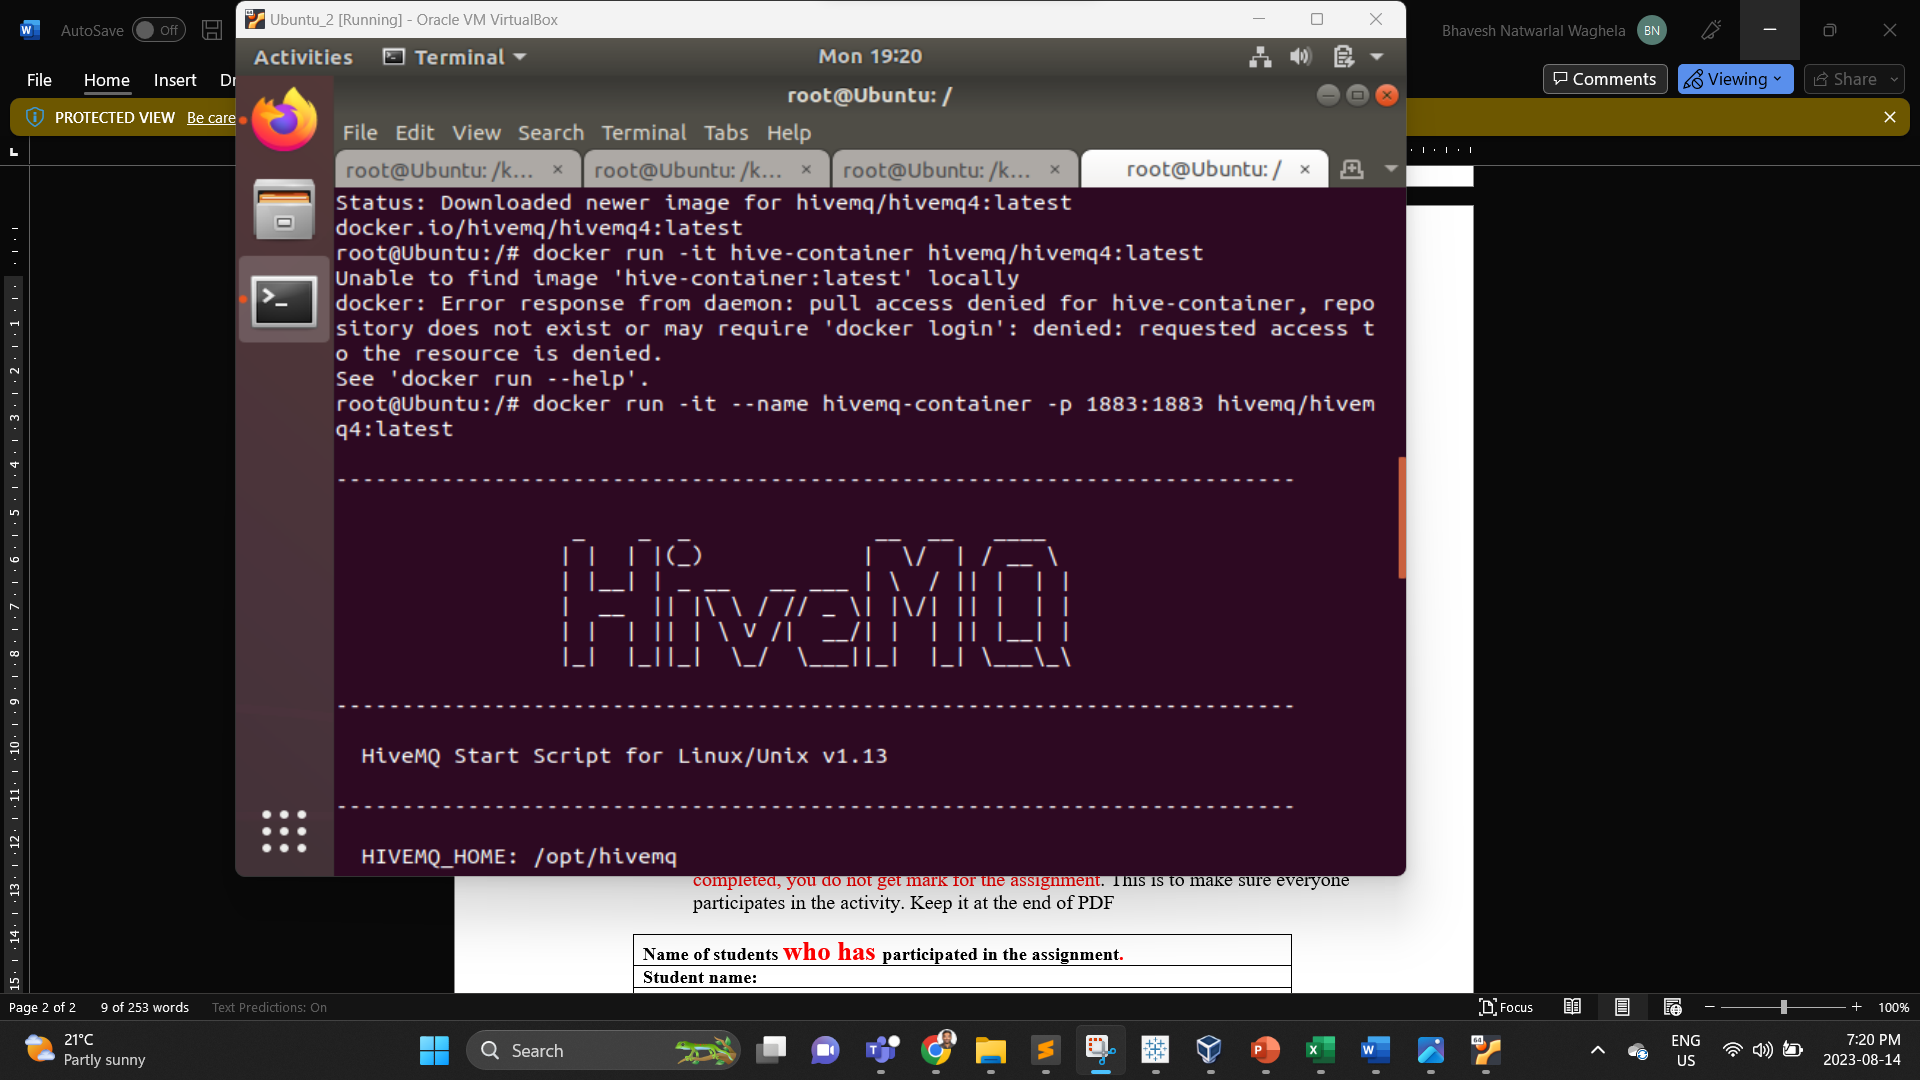 Ubuntu_2 [Running] - Oracle VM VirtualBox
AutoSave Off
Bhavesh Natwarlal Waghela BN
Activities Terminal Mon 19:20
File Home Insert
Comments Viewing Share
root@Ubuntu: /
PROTECTED VIEW Be care
File Edit View Search Terminal Tabs Help
root@Ubuntu: /k... × root@Ubuntu: /k... × root@Ubuntu: /k... × root@Ubuntu: / ×
Status: Downloaded newer image for hivemq/hivemq4:latest
docker.io/hivemq/hivemq4:latest
root@Ubuntu:/# docker run -it hive-container hivemq/hivemq4:latest
Unable to find image 'hive-container:latest' locally
docker: Error response from daemon: pull access denied for hive-container, repo
sitory does not exist or may require 'docker login': denied: requested access t
o the resource is denied.
See 'docker run --help'.
root@Ubuntu:/# docker run -it --name hivemq-container -p 1883:1883 hivemq/hivem
q4:latest
HiveMQ
HiveMQ Start Script for Linux/Unix v1.13
HIVEMQ_HOME: /opt/hivemq
completed, you do not get mark for the assignment. This is to make sure everyone
participates in the activity. Keep it at the end of PDF
Name of students who has participated in the assignment.
Student name:
Page 2 of 2 9 of 253 words Text Predictions: On Focus 100%
21°C
Partly sunny
Search
ENG
US
7:20 PM
2023-08-14